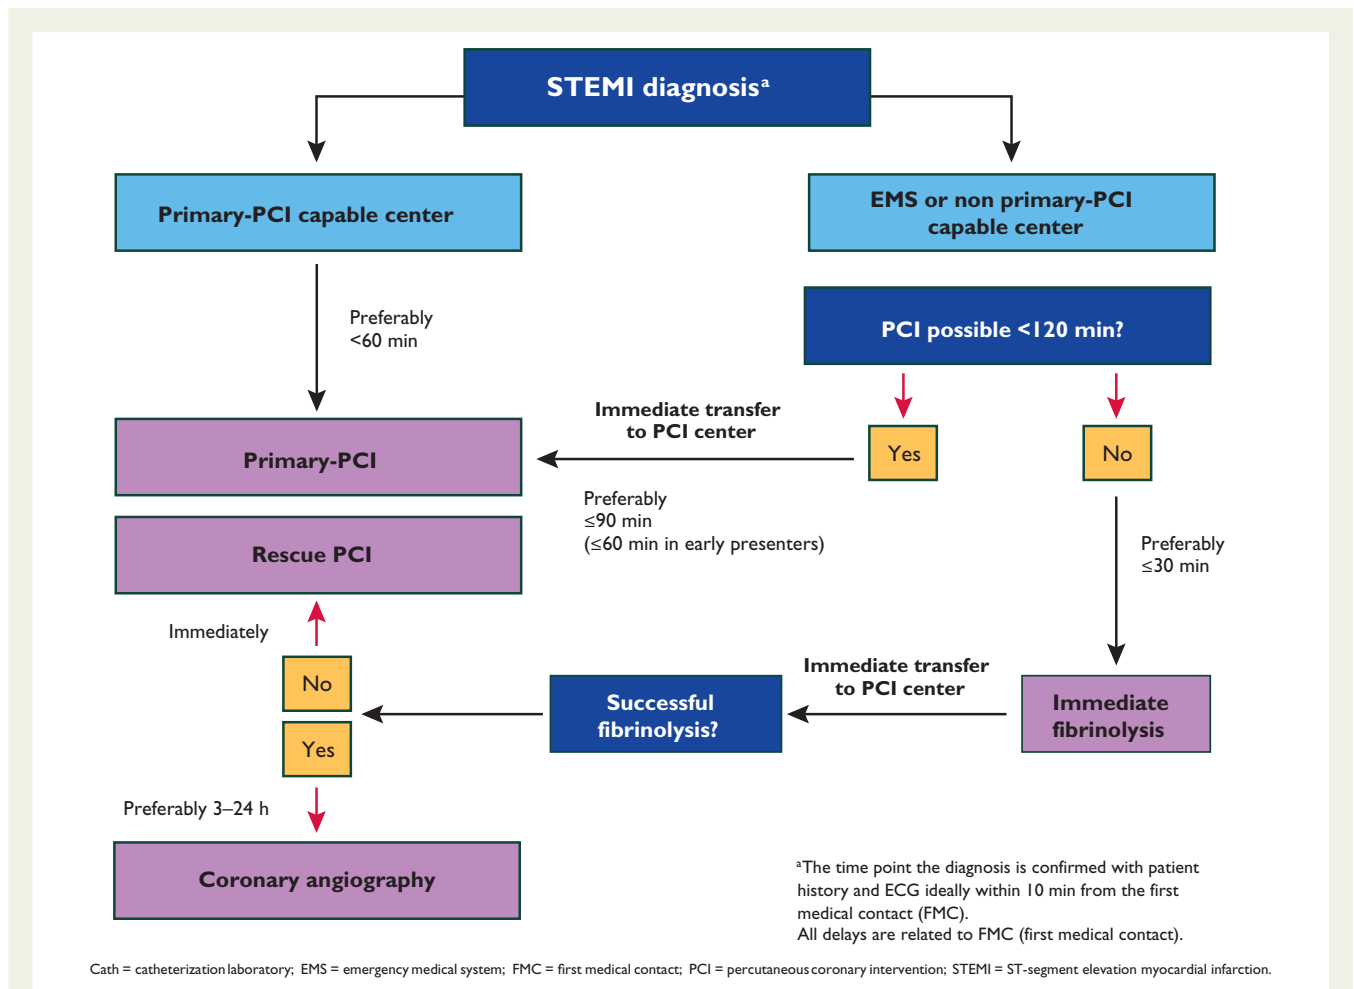 STEMI diagnosisᵃ
Primary-PCI capable center
EMS or non primary-PCI
capable center
Preferably
<60 min
PCI possible <120 min?
Immediate transfer
to PCI center
Yes
No
Primary-PCI
Preferably
≤90 min
(≤60 min in early presenters)
Rescue PCI
Preferably
≤30 min
Immediately
No
Yes
Successful
fibrinolysis?
Immediate transfer
to PCI center
Immediate
fibrinolysis
Preferably 3–24 h
Coronary angiography
ᵃThe time point the diagnosis is confirmed with patient
history and ECG ideally within 10 min from the first
medical contact (FMC).
All delays are related to FMC (first medical contact).
Cath = catheterization laboratory; EMS = emergency medical system; FMC = first medical contact; PCI = percutaneous coronary intervention; STEMI = ST-segment elevation myocardial infarction.